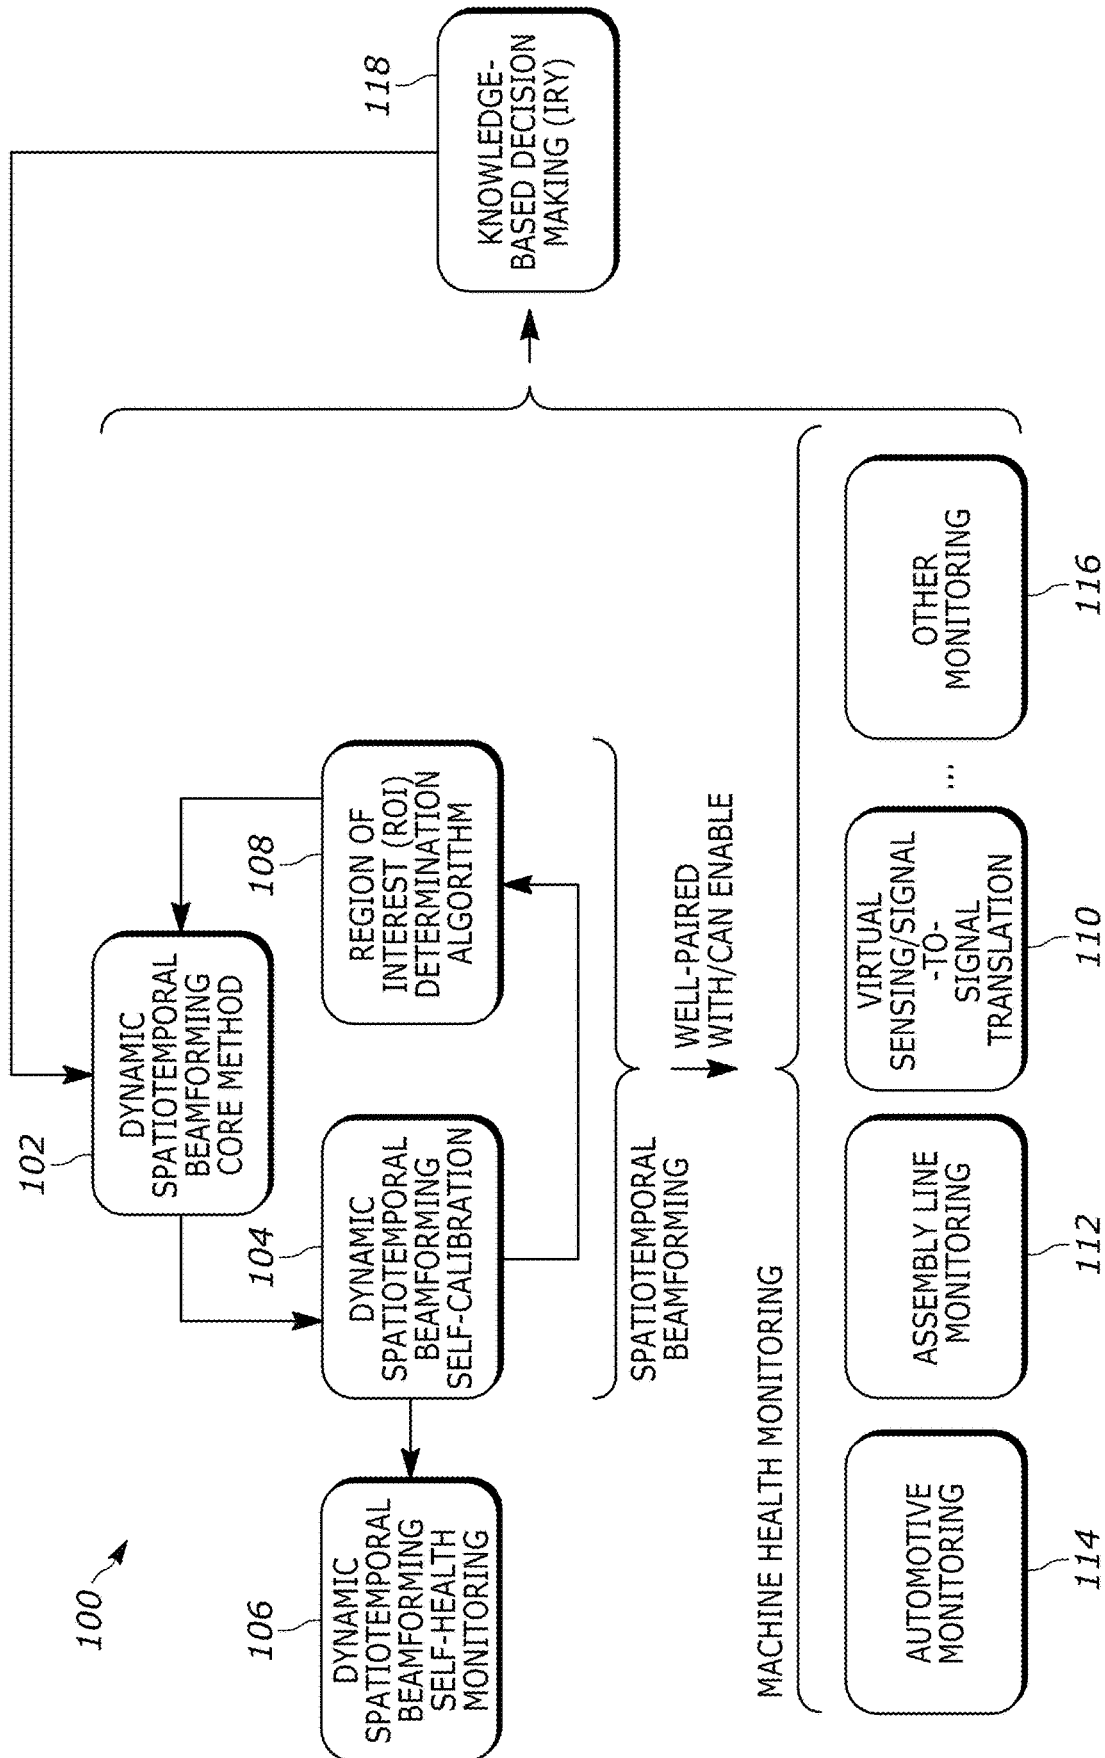 100
102
DYNAMIC
SPATIOTEMPORAL
BEAMFORMING
CORE METHOD
106
DYNAMIC
SPATIOTEMPORAL
BEAMFORMING
SELF-HEALTH
MONITORING
104
DYNAMIC
SPATIOTEMPORAL
BEAMFORMING
SELF-CALIBRATION
108
REGION OF
INTEREST (ROI)
DETERMINATION
ALGORITHM
118
KNOWLEDGE-
BASED DECISION
MAKING (IRY)
SPATIOTEMPORAL
BEAMFORMING
WELL-PAIRED
WITH/CAN ENABLE
MACHINE HEALTH MONITORING
AUTOMOTIVE
MONITORING
114
ASSEMBLY LINE
MONITORING
112
VIRTUAL
SENSING/SIGNAL
-TO-
SIGNAL
TRANSLATION
110
...
OTHER
MONITORING
116